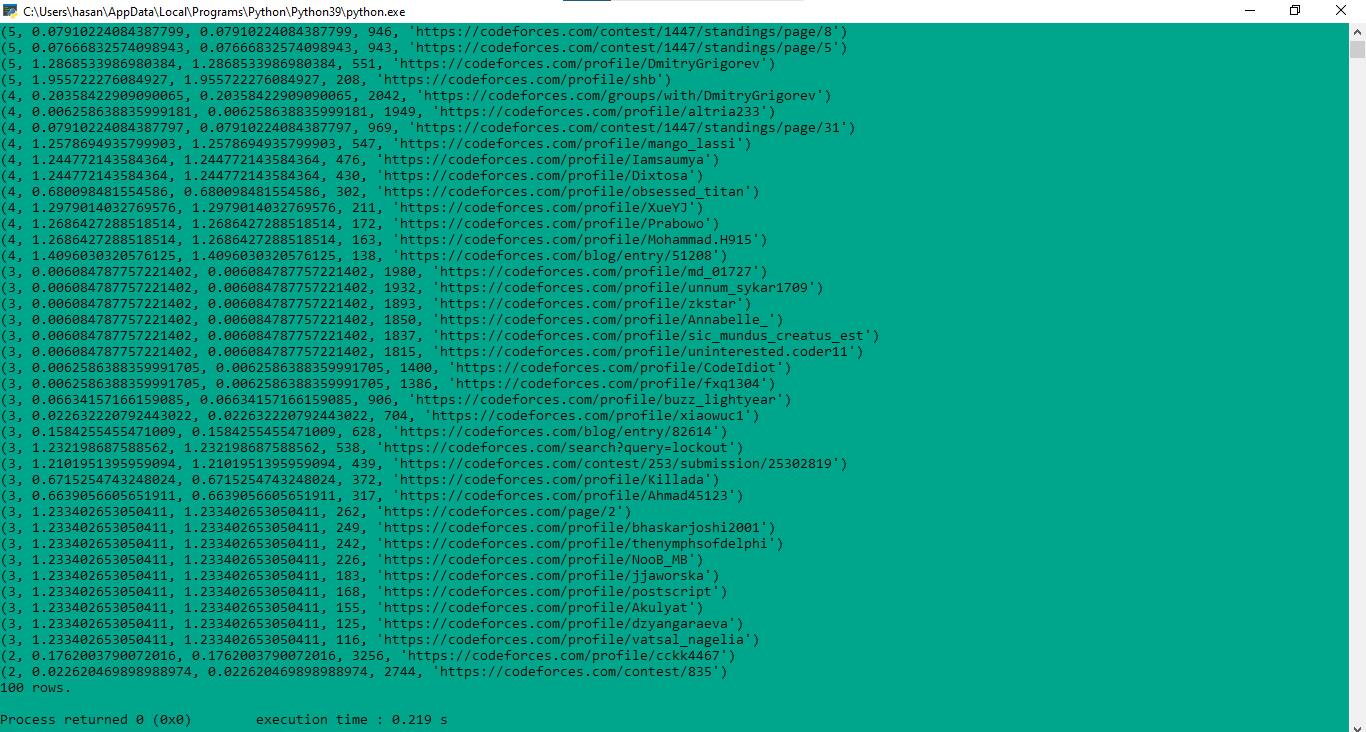 C:\Users\hasan\AppData\Local\Programs\Python\Python39\python.exe
(5, 0.07910224084387799, 0.07910224084387799, 946, 'https://codeforces.com/contest/1447/standings/page/8')
(5, 0.07666832574098943, 0.07666832574098943, 943, 'https://codeforces.com/contest/1447/standings/page/5')
(5, 1.2868533986980384, 1.2868533986980384, 551, 'https://codeforces.com/profile/DmitryGrigorev')
(5, 1.955722276084927, 1.955722276084927, 208, 'https://codeforces.com/profile/shb')
(4, 0.20358422909090065, 0.20358422909090065, 2042, 'https://codeforces.com/groups/with/DmitryGrigorev')
(4, 0.006258638835999181, 0.006258638835999181, 1949, 'https://codeforces.com/profile/altria233')
(4, 0.07910224084387797, 0.07910224084387797, 969, 'https://codeforces.com/contest/1447/standings/page/31')
(4, 1.2578694935799903, 1.2578694935799903, 547, 'https://codeforces.com/profile/mango_lassi')
(4, 1.244772143584364, 1.244772143584364, 476, 'https://codeforces.com/profile/Iamsaumya')
(4, 1.244772143584364, 1.244772143584364, 430, 'https://codeforces.com/profile/Dixtosa')
(4, 0.680098481554586, 0.680098481554586, 302, 'https://codeforces.com/profile/obsessed_titan')
(4, 1.2979014032769576, 1.2979014032769576, 211, 'https://codeforces.com/profile/XueYJ')
(4, 1.2686427288518514, 1.2686427288518514, 172, 'https://codeforces.com/profile/Prabowo')
(4, 1.2686427288518514, 1.2686427288518514, 163, 'https://codeforces.com/profile/Mohammad.H915')
(4, 1.4096030320576125, 1.4096030320576125, 138, 'https://codeforces.com/blog/entry/51208')
(3, 0.006084787757221402, 0.006084787757221402, 1980, 'https://codeforces.com/profile/md_01727')
(3, 0.006084787757221402, 0.006084787757221402, 1932, 'https://codeforces.com/profile/unnum_sykar1709')
(3, 0.006084787757221402, 0.006084787757221402, 1893, 'https://codeforces.com/profile/zkstar')
(3, 0.006084787757221402, 0.006084787757221402, 1850, 'https://codeforces.com/profile/Annabelle_')
(3, 0.006084787757221402, 0.006084787757221402, 1837, 'https://codeforces.com/profile/sic_mundus_creatus_est')
(3, 0.006084787757221402, 0.006084787757221402, 1815, 'https://codeforces.com/profile/uninterested.coder11')
(3, 0.0062586388359991705, 0.0062586388359991705, 1400, 'https://codeforces.com/profile/CodeIdiot')
(3, 0.0062586388359991705, 0.0062586388359991705, 1386, 'https://codeforces.com/profile/fxq1304')
(3, 0.06634157166159085, 0.06634157166159085, 906, 'https://codeforces.com/profile/buzz_lightyear')
(3, 0.022632220792443022, 0.022632220792443022, 704, 'https://codeforces.com/profile/xiaowuc1')
(3, 0.1584255455471009, 0.1584255455471009, 628, 'https://codeforces.com/blog/entry/82614')
(3, 1.232198687588562, 1.232198687588562, 538, 'https://codeforces.com/search?query=lockout')
(3, 1.2101951395959094, 1.2101951395959094, 439, 'https://codeforces.com/contest/253/submission/25302819')
(3, 0.6715254743248024, 0.6715254743248024, 372, 'https://codeforces.com/profile/Killada')
(3, 0.6639056605651911, 0.6639056605651911, 317, 'https://codeforces.com/profile/Ahmad45123')
(3, 1.233402653050411, 1.233402653050411, 262, 'https://codeforces.com/page/2')
(3, 1.233402653050411, 1.233402653050411, 249, 'https://codeforces.com/profile/bhaskarjoshi2001')
(3, 1.233402653050411, 1.233402653050411, 242, 'https://codeforces.com/profile/thenymphsofdelphi')
(3, 1.233402653050411, 1.233402653050411, 226, 'https://codeforces.com/profile/NooB_MB')
(3, 1.233402653050411, 1.233402653050411, 183, 'https://codeforces.com/profile/jjaworska')
(3, 1.233402653050411, 1.233402653050411, 168, 'https://codeforces.com/profile/postscript')
(3, 1.233402653050411, 1.233402653050411, 155, 'https://codeforces.com/profile/Akulyat')
(3, 1.233402653050411, 1.233402653050411, 125, 'https://codeforces.com/profile/dzyangaraeva')
(3, 1.233402653050411, 1.233402653050411, 116, 'https://codeforces.com/profile/vatsal_nagelia')
(2, 0.1762003790072016, 0.1762003790072016, 3256, 'https://codeforces.com/profile/cckk4467')
(2, 0.022620469898988974, 0.022620469898988974, 2744, 'https://codeforces.com/contest/835')
100 rows.
Process returned 0 (0x0)        execution time : 0.219 s